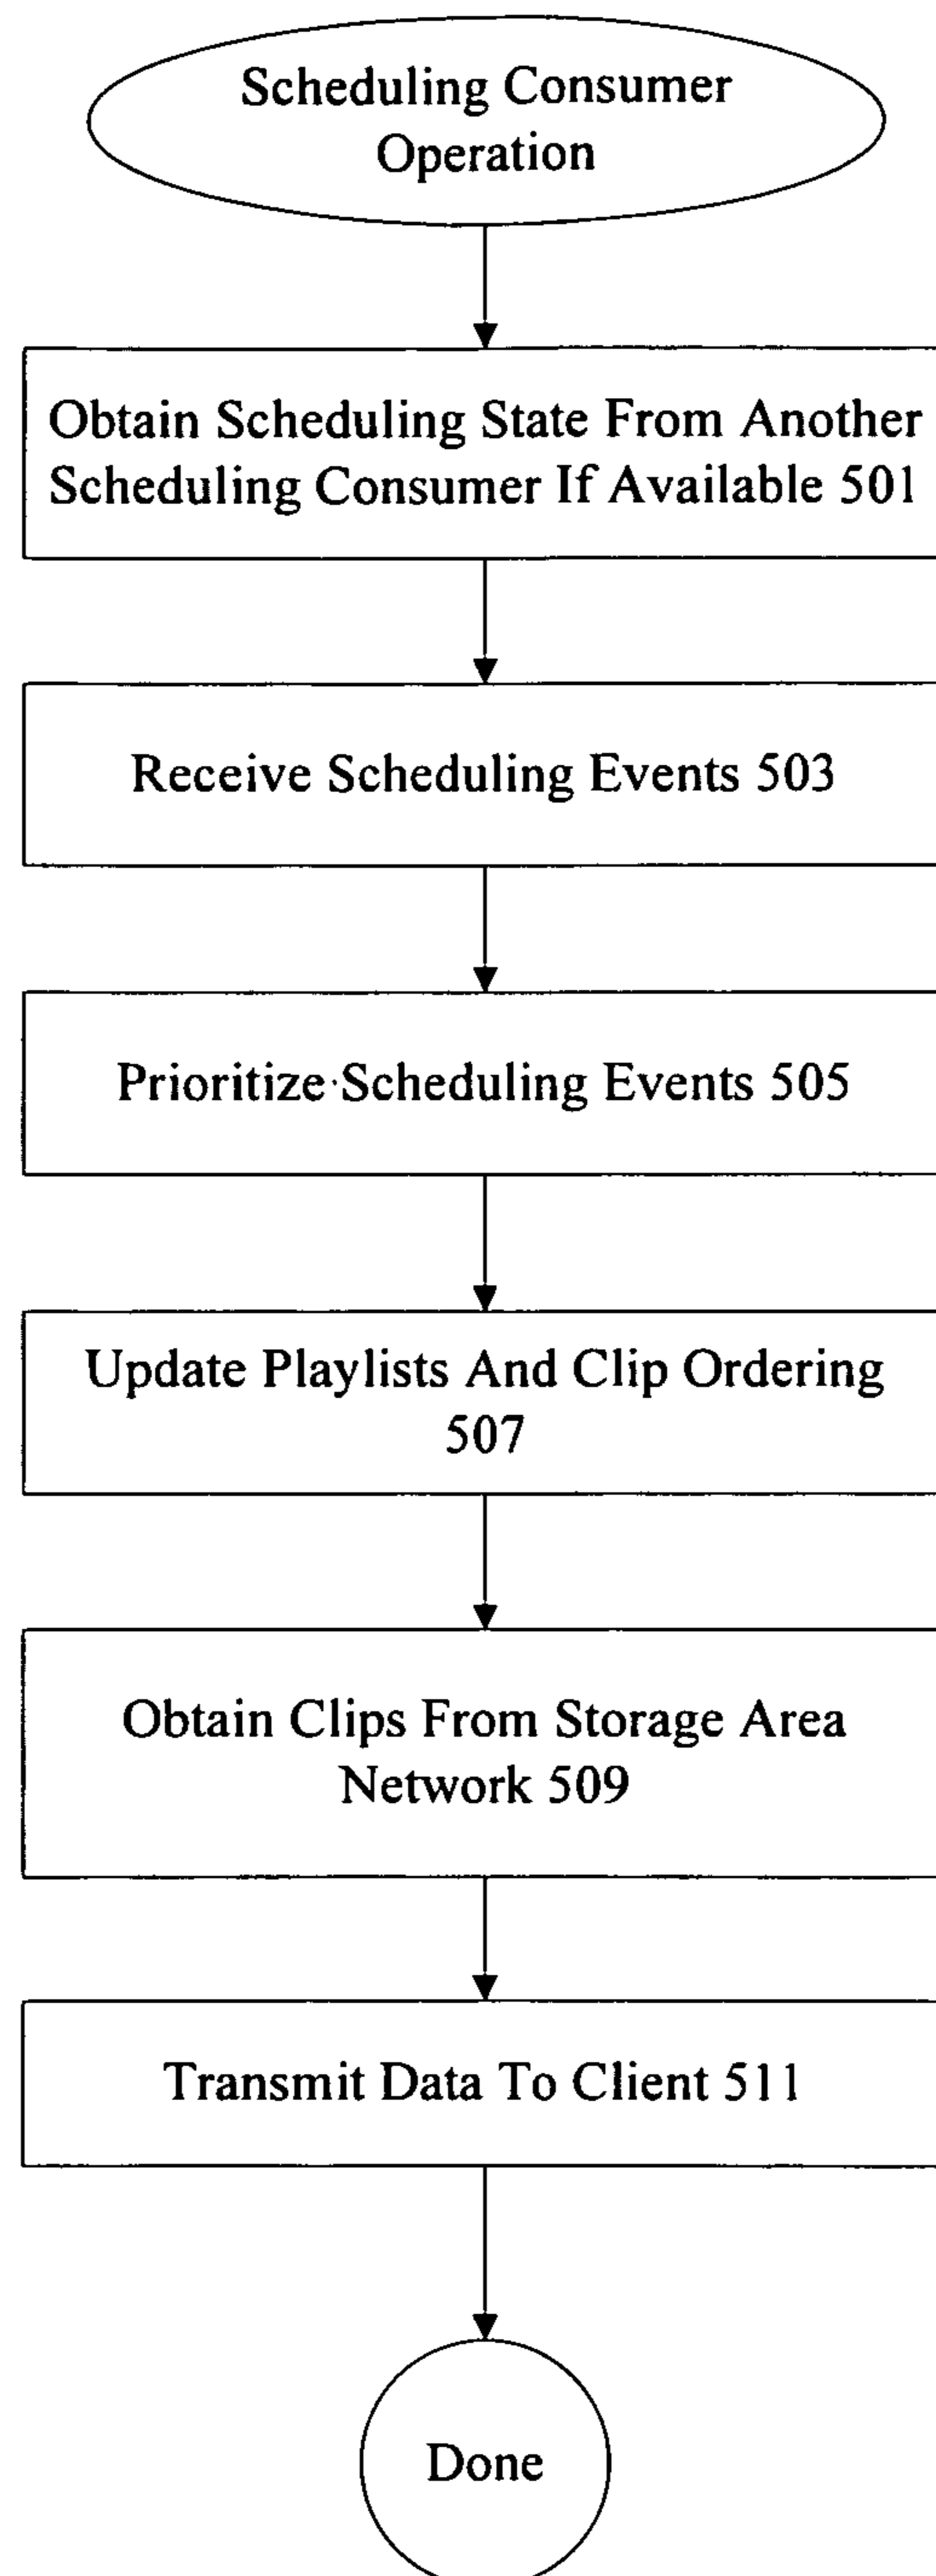 Scheduling Consumer
Operation
Obtain Scheduling State From Another
Scheduling Consumer If Available 501
Receive Scheduling Events 503
Prioritize Scheduling Events 505
Update Playlists And Clip Ordering
507
Obtain Clips From Storage Area
Network 509
Transmit Data To Client 511
Done